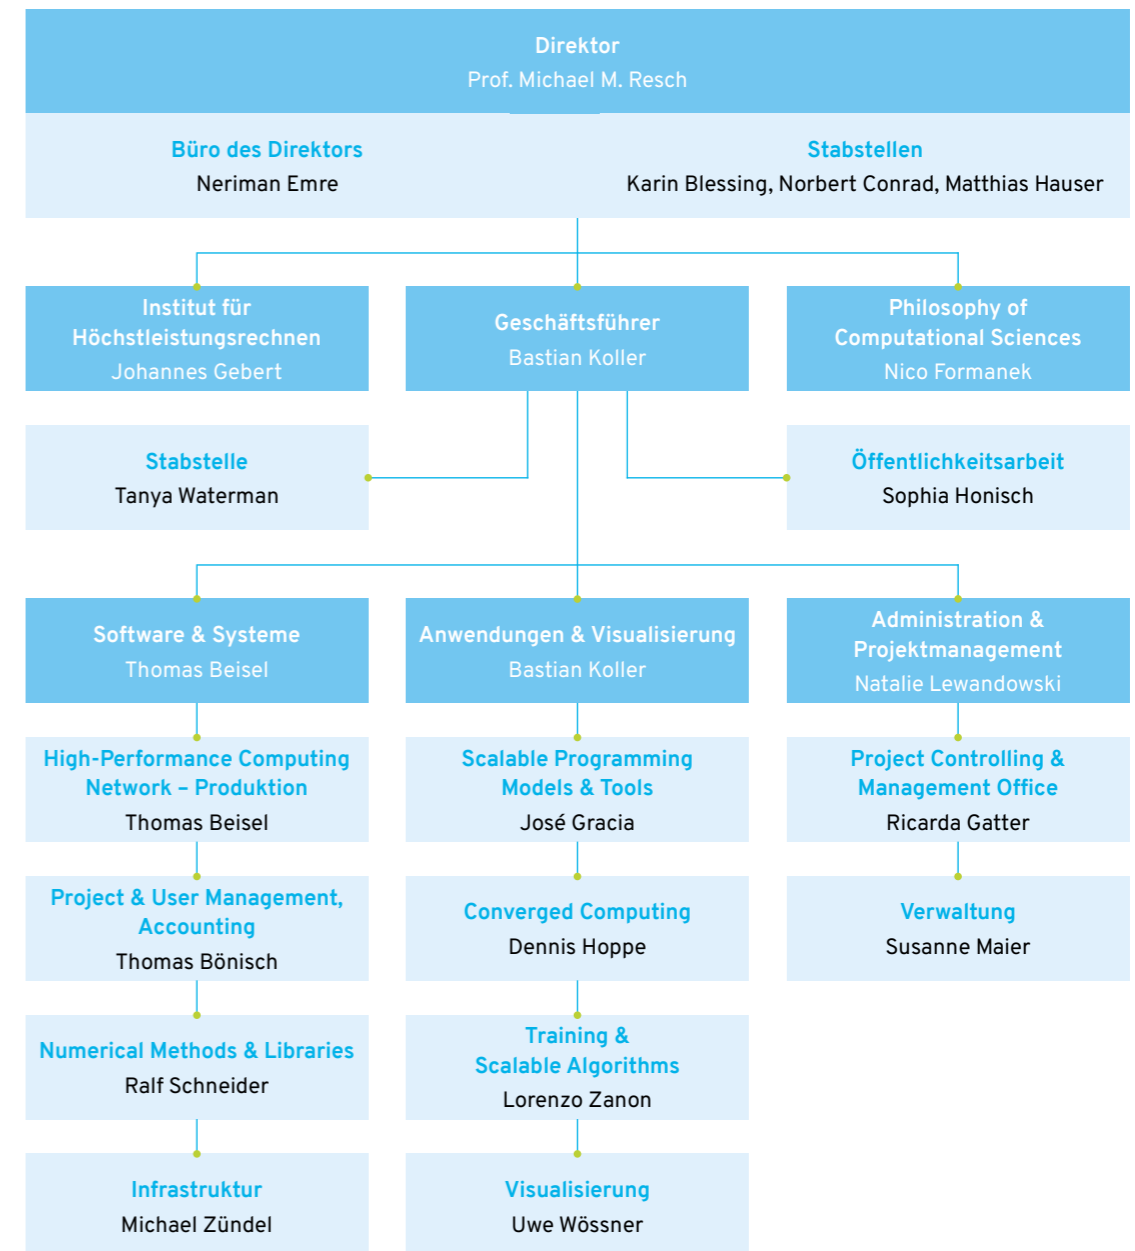 Direktor
Prof. Michael M. Resch
Büro des Direktors
Neriman Emre
Stabstellen
Karin Blessing, Norbert Conrad, Matthias Hauser
Institut für
Höchstleistungsrechnen
Johannes Gebert
Geschäftsführer
Bastian Koller
Philosophy of
Computational Sciences
Nico Formanek
Stabstelle
Tanya Waterman
Öffentlichkeitsarbeit
Sophia Honisch
Software & Systeme
Thomas Beisel
Anwendungen & Visualisierung
Bastian Koller
Administration &
Projektmanagement
Natalie Lewandowski
High-Performance Computing
Network – Produktion
Thomas Beisel
Scalable Programming
Models & Tools
José Gracia
Project Controlling &
Management Office
Ricarda Gatter
Project & User Management,
Accounting
Thomas Bönisch
Converged Computing
Dennis Hoppe
Verwaltung
Susanne Maier
Numerical Methods & Libraries
Ralf Schneider
Training &
Scalable Algorithms
Lorenzo Zanon
Infrastruktur
Michael Zündel
Visualisierung
Uwe Wössner